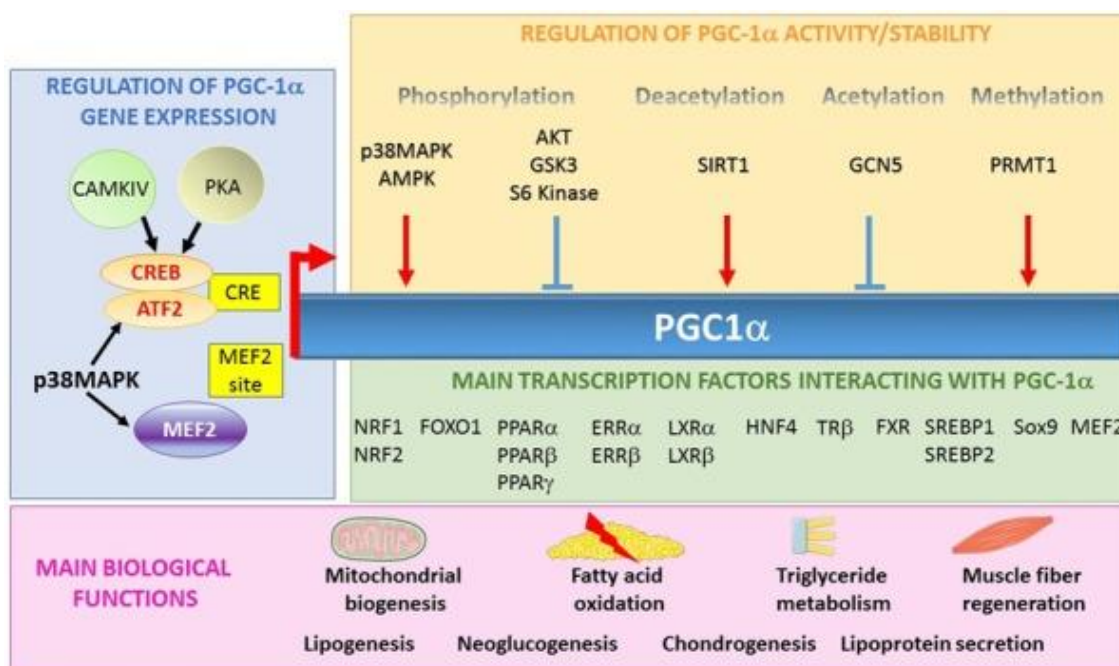 REGULATION OF PGC-1α ACTIVITY/STABILITY
REGULATION OF PGC-1α
GENE EXPRESSION
Phosphorylation Deacetylation Acetylation Methylation
p38MAPK
AMPK
AKT
GSK3
S6 Kinase
SIRT1
GCN5
PRMT1
CAMKIV
PKA
CREB
ATF2
CRE
MEF2
site
p38MAPK
MEF2
PGC1α
MAIN TRANSCRIPTION FACTORS INTERACTING WITH PGC-1α
NRF1 FOXO1 PPARα ERRα LXRα HNF4 TRβ FXR SREBP1 Sox9 MEF2
NRF2 PPARβ ERRβ LXRβ SREBP2
PPARγ
MAIN BIOLOGICAL
FUNCTIONS
Mitochondrial
biogenesis
Fatty acid
oxidation
Triglyceride
metabolism
Muscle fiber
regeneration
Lipogenesis Neoglucogenesis Chondrogenesis Lipoprotein secretion